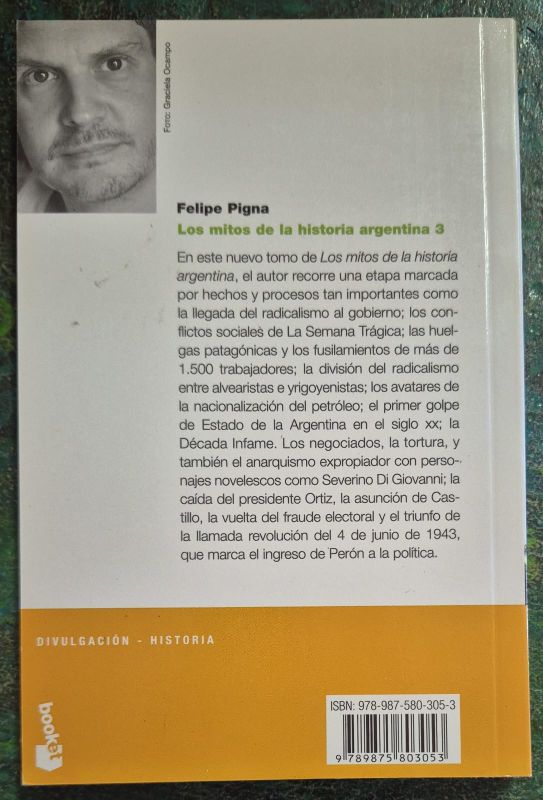 Foto: Graciela Ocampo
Felipe Pigna
Los mitos de la historia argentina 3
En este nuevo tomo de Los mitos de la historia
argentina, el autor recorre una etapa marcada
por hechos y procesos tan importantes como
la llegada del radicalismo al gobierno; los con-
flictos sociales de La Semana Trágica; las huel-
gas patagónicas y los fusilamientos de más de
1.500 trabajadores; la división del radicalismo
entre alvearistas e yrigoyenistas; los avatares de
la nacionalización del petróleo; el primer golpe
de Estado de la Argentina en el siglo XX; la
Década Infame. Los negociados, la tortura, y
también el anarquismo expropiador con perso-
najes novelescos como Severino Di Giovanni; la
caída del presidente Ortiz, la asunción de Cas-
tillo, la vuelta del fraude electoral y el triunfo de
la llamada revolución del 4 de junio de 1943,
que marca el ingreso de Perón a la política.
DIVULGACIÓN - HISTORIA
booket
ISBN: 978-987-580-305-3
9 789875 803053